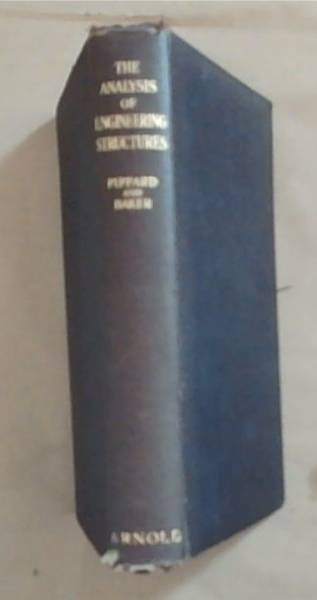 THE
ANALYSIS
OF
ENGINEERING
STRUCTURES
PIPPARD
AND
BAKER
ARNOLD